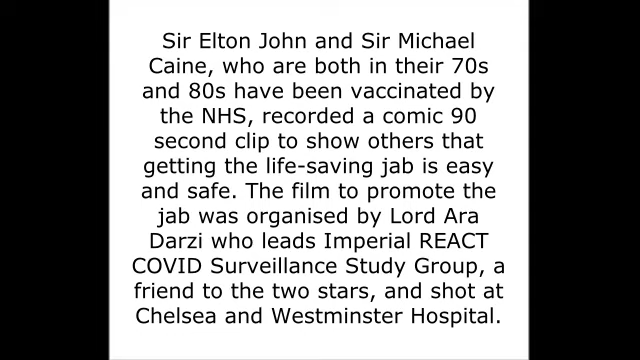 Sir Elton John and Sir Michael
Caine, who are both in their 70s
and 80s have been vaccinated by
the NHS, recorded a comic 90
second clip to show others that
getting the life-saving jab is easy
and safe. The film to promote the
jab was organised by Lord Ara
Darzi who leads Imperial REACT
COVID Surveillance Study Group, a
friend to the two stars, and shot at
Chelsea and Westminster Hospital.